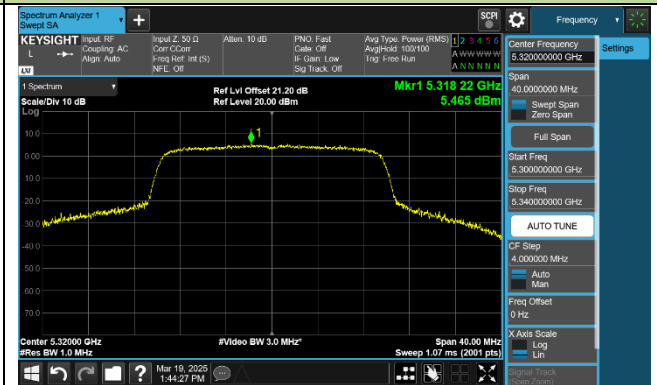 Spectrum Analyzer 1
Swept SA
+
SCPI
Frequency
KEYSIGHT
L
LXI
Input: RF
Coupling: AC
Align: Auto
Input Z: 50 Ω
Corr CCorr
Freq Ref: Int (S)
NFE: Off
Atten: 10 dB
PNO: Fast
Gate: Off
IF Gain: Low
Sig Track: Off
Avg Type: Power (RMS)
Avg|Hold: 100/100
Trig: Free Run
1 2 3 4 5 6
A W W W W W
A N N N N N
Center Frequency
5.320000000 GHz
Settings
Span
40.0000000 MHz
Swept Span
Zero Span
Full Span
Start Freq
5.300000000 GHz
Stop Freq
5.340000000 GHz
AUTO TUNE
CF Step
4.000000 MHz
Auto
Man
Freq Offset
0 Hz
X Axis Scale
Log
Lin
Signal Track
(Span Zoom)
1 Spectrum
Scale/Div 10 dB
Log
Ref Lvl Offset 21.20 dB
Ref Level 20.00 dBm
Mkr1 5.318 22 GHz
5.465 dBm
1
10.0
0.00
-10.0
-20.0
-30.0
-40.0
-50.0
-60.0
-70.0
Center 5.32000 GHz
#Res BW 1.0 MHz
#Video BW 3.0 MHz*
Span 40.00 MHz
Sweep 1.07 ms (2001 pts)
?
Mar 19, 2025
1:44:27 PM